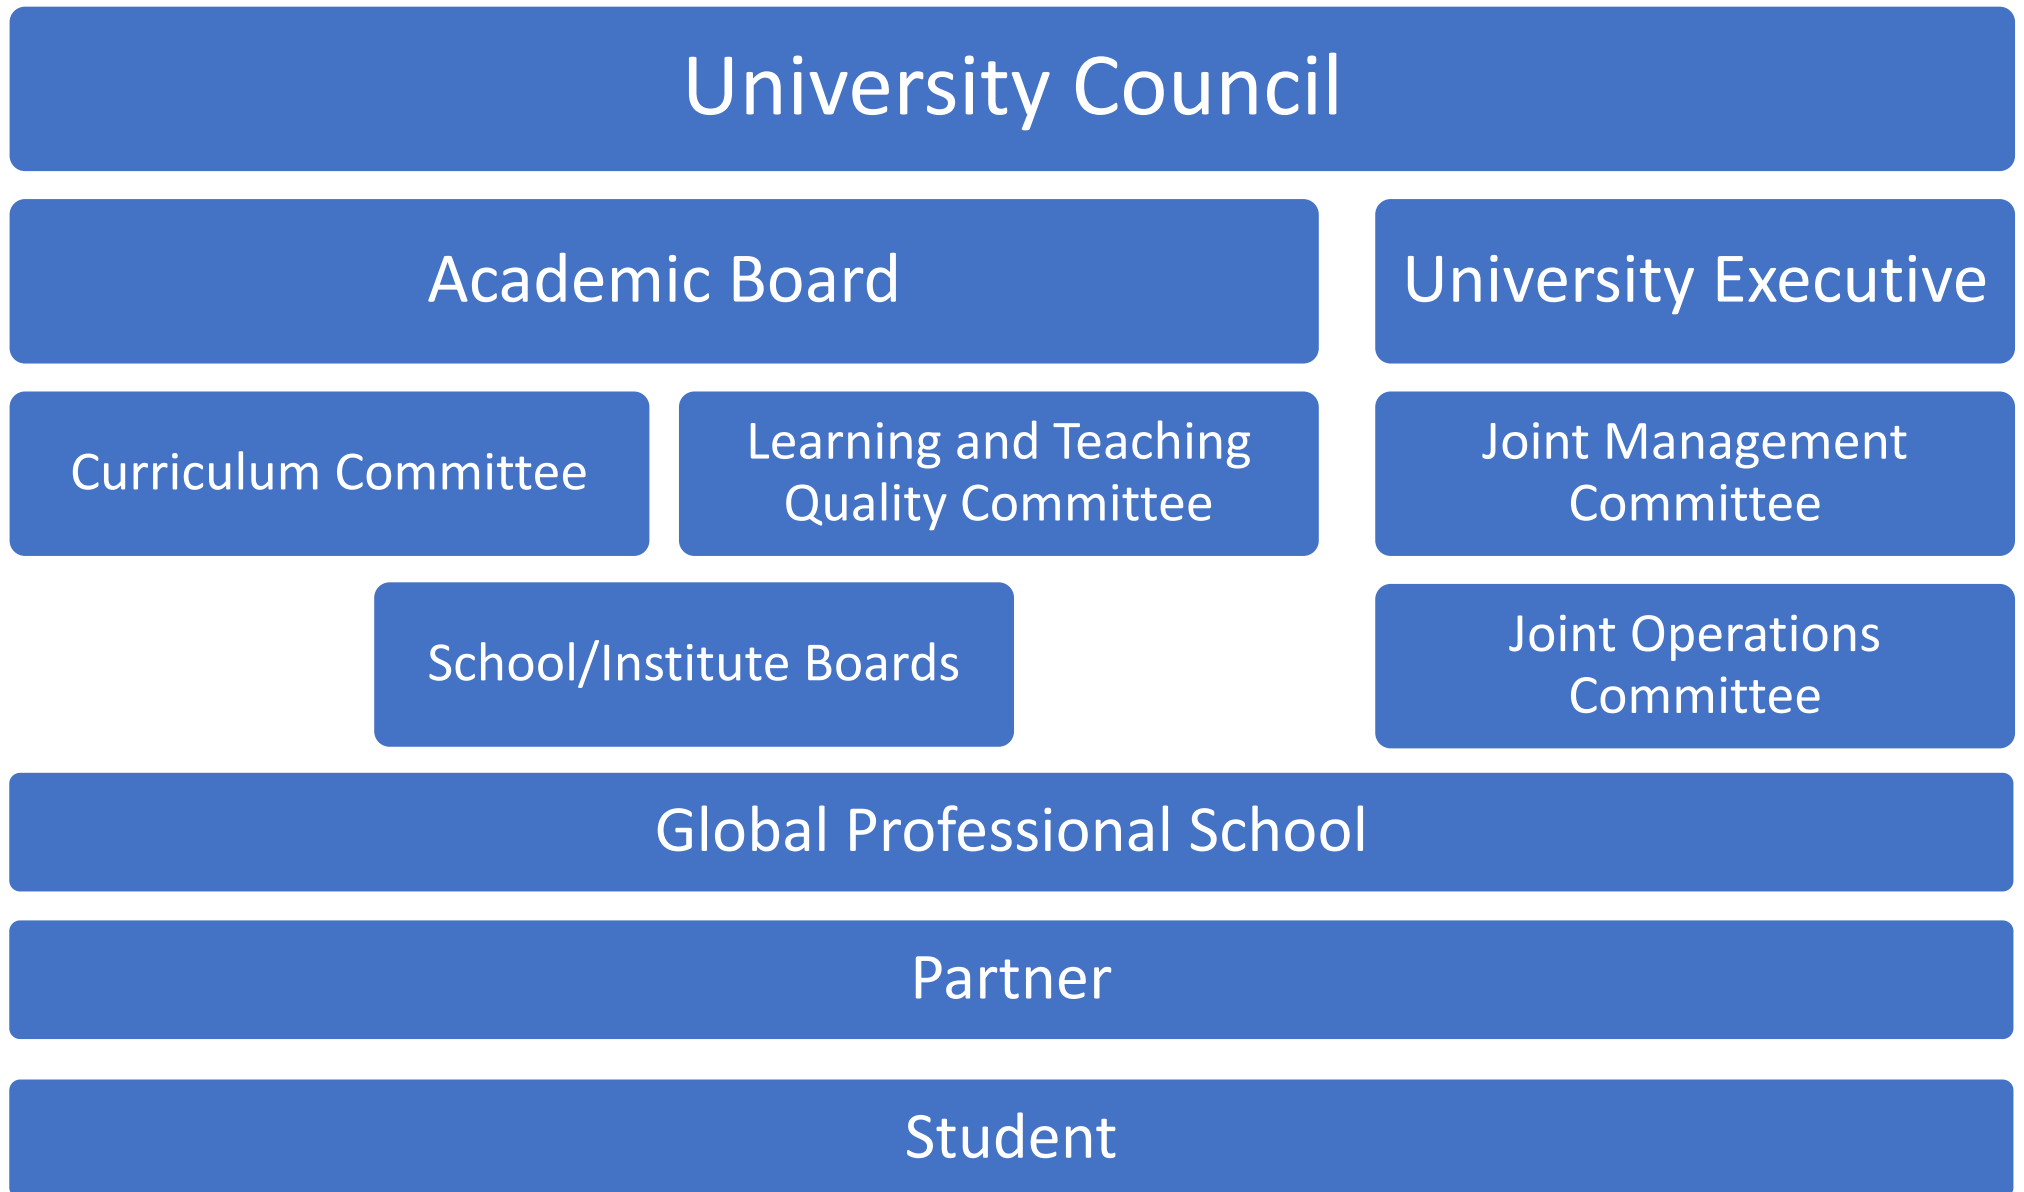 University Council
Academic Board
University Executive
Curriculum Committee
Learning and Teaching
Quality Committee
Joint Management
Committee
School/Institute Boards
Joint Operations
Committee
Global Professional School
Partner
Student